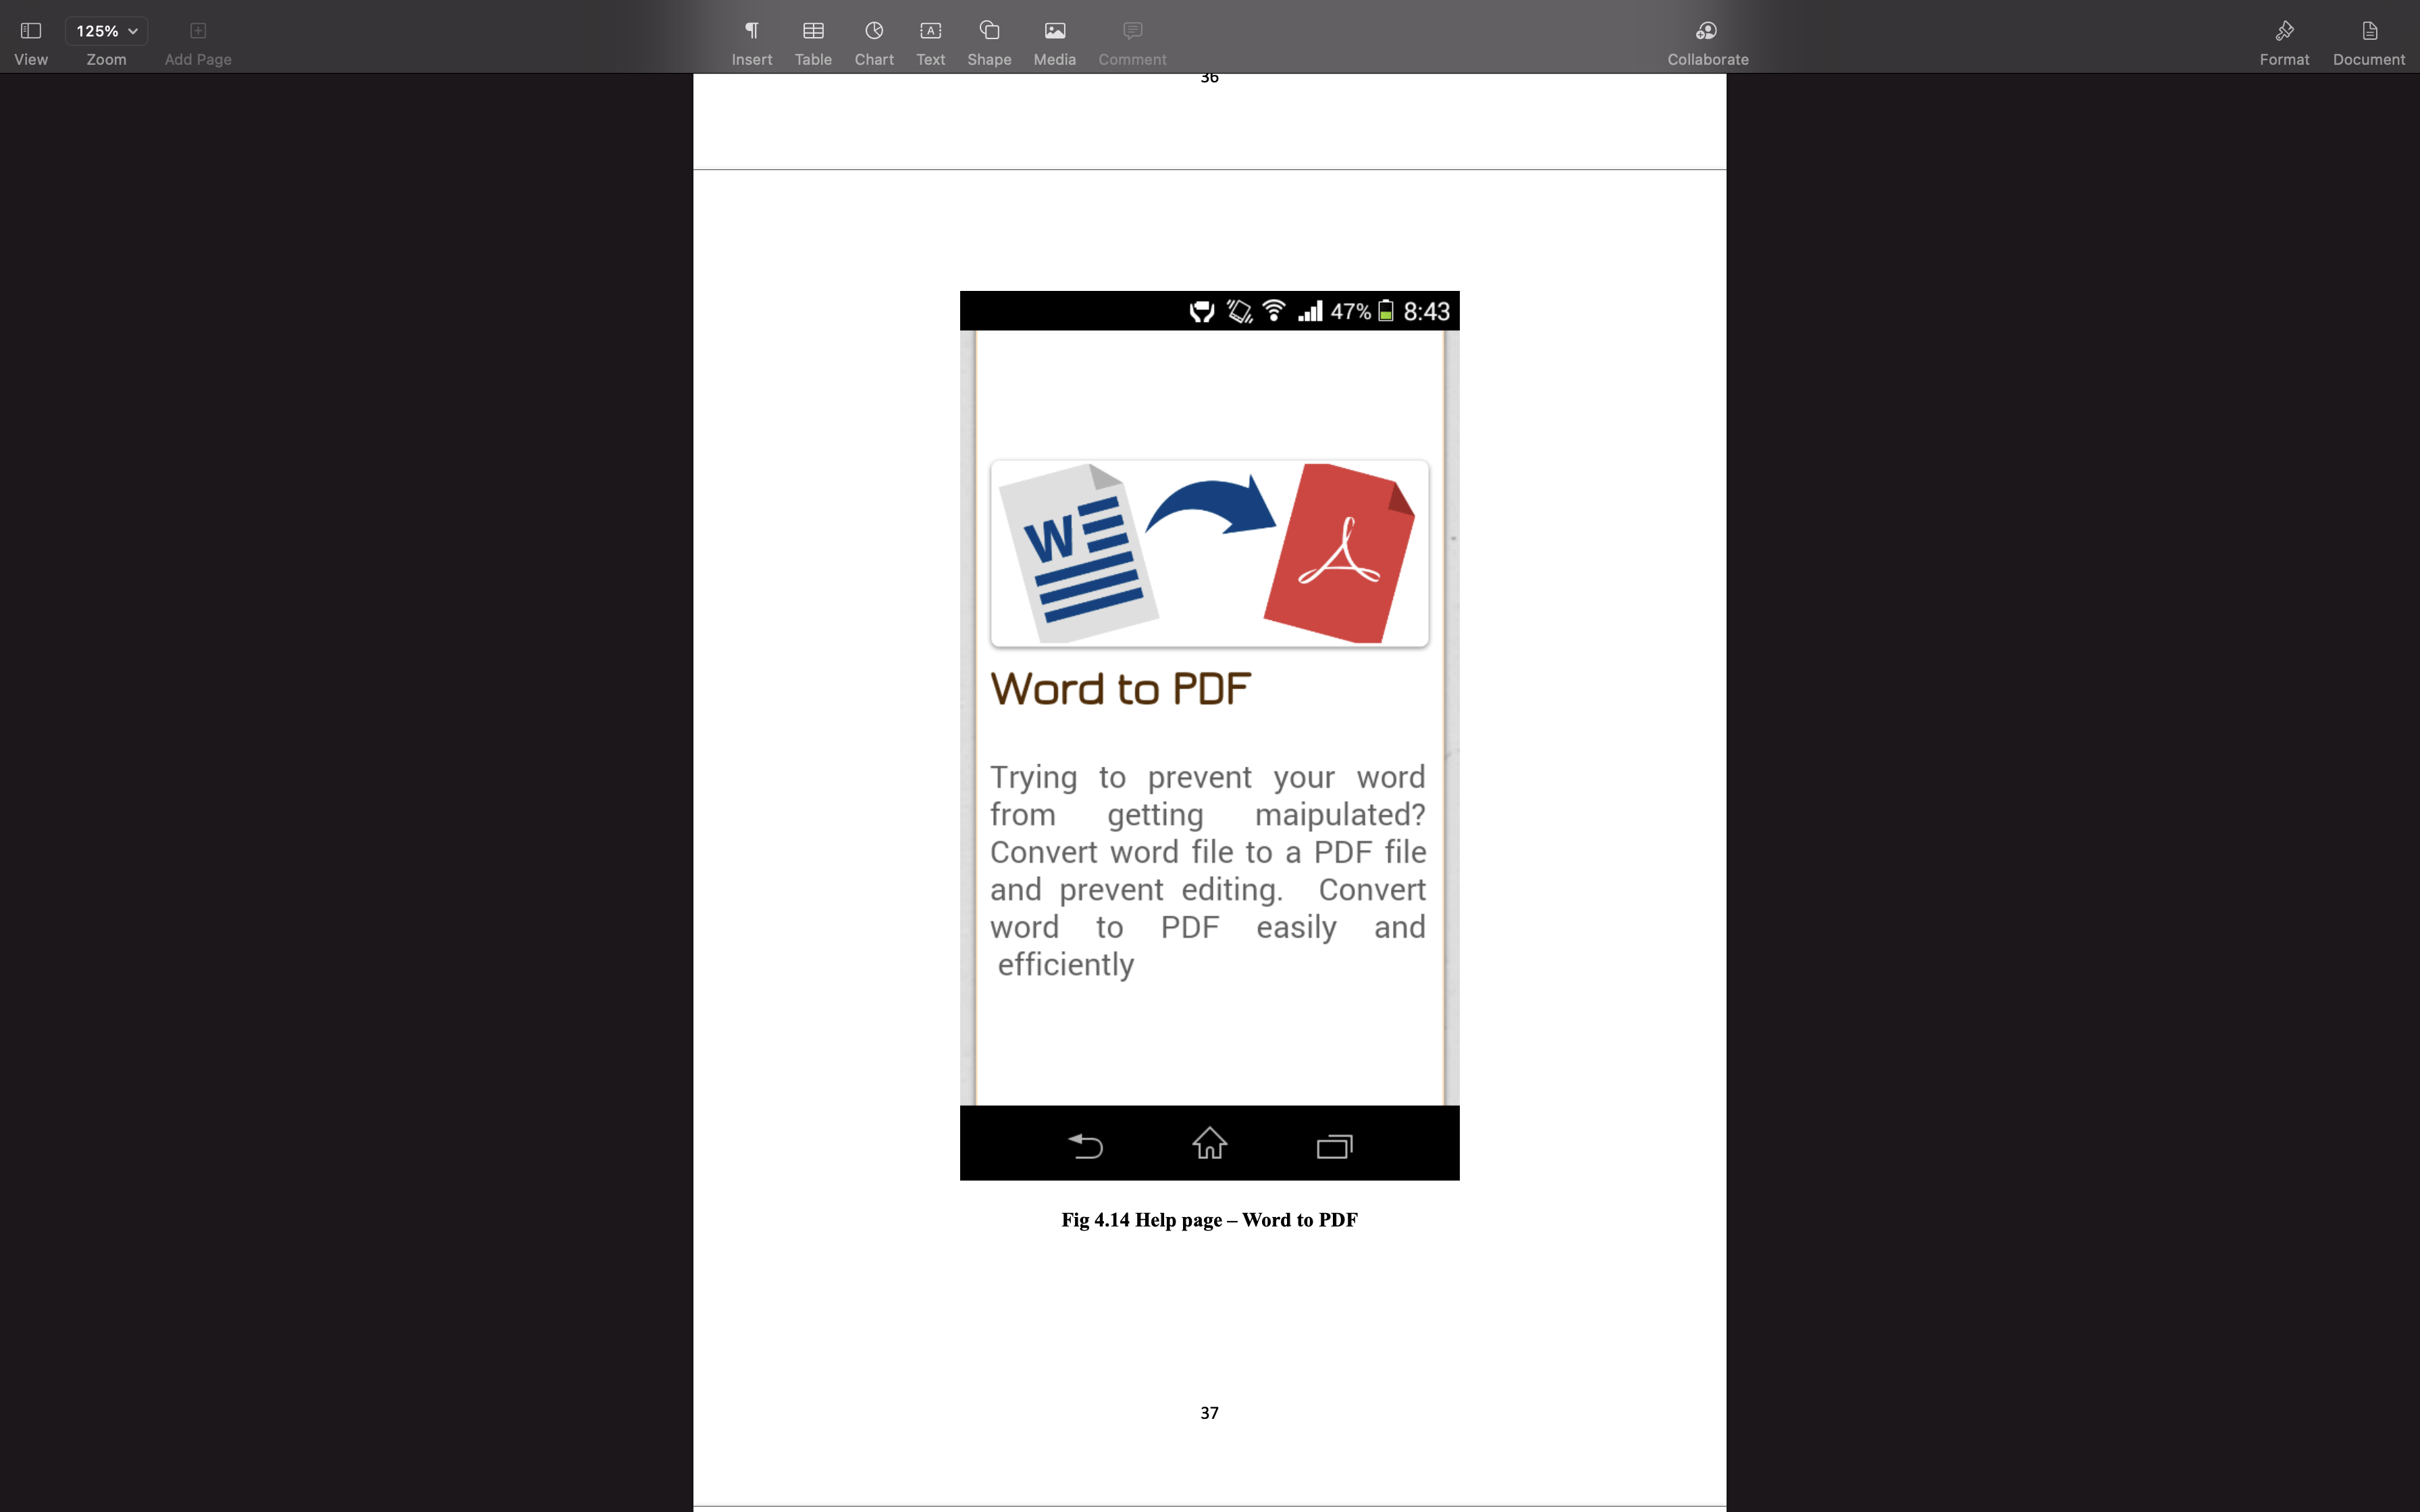 125%
View
Zoom
Add Page
Insert
Table
Chart
Text
Shape
Media
Comment
Collaborate
Format
Document
36
47% 8:43
W
Word to PDF
Trying to prevent your word
from getting maipulated?
Convert word file to a PDF file
and prevent editing. Convert
word to PDF easily and
efficiently
Fig 4.14 Help page – Word to PDF
37